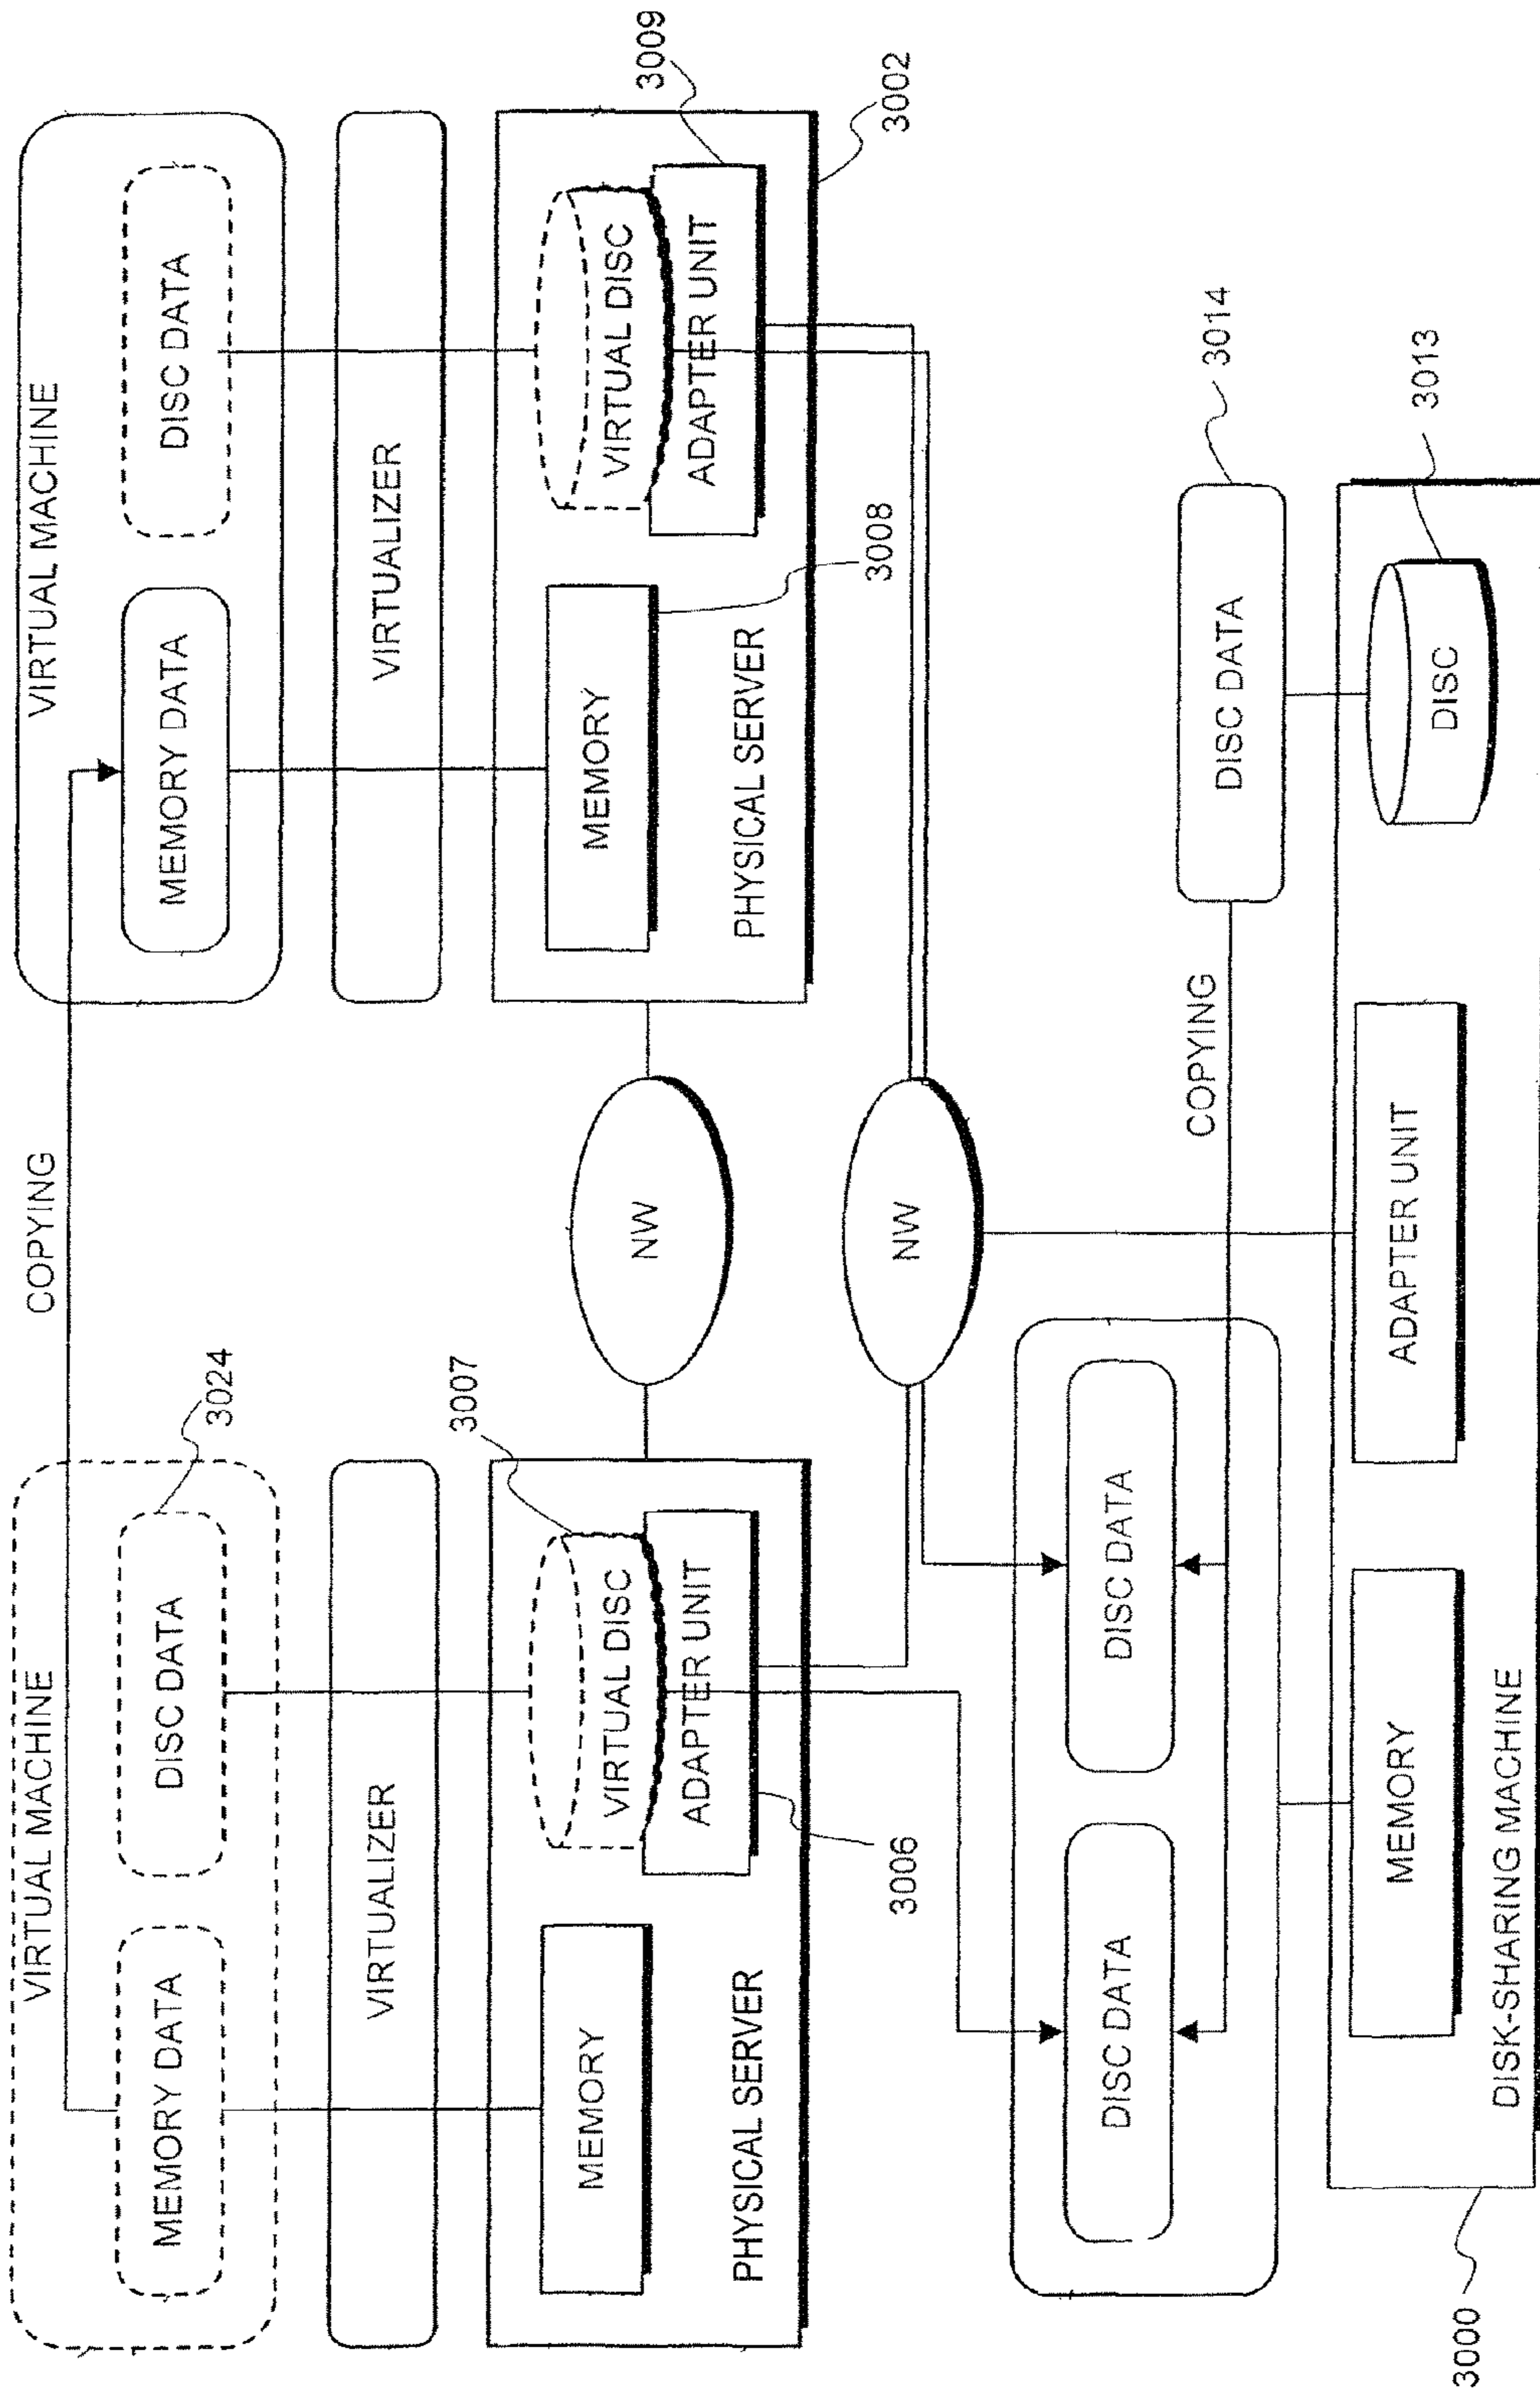 COPYING
VIRTUAL MACHINE
MEMORY DATA
DISC DATA
3024
VIRTUALIZER
MEMORY
VIRTUAL DISC
ADAPTER UNIT
3007
3006
PHYSICAL SERVER
NW
VIRTUAL MACHINE
MEMORY DATA
DISC DATA
VIRTUALIZER
MEMORY
VIRTUAL DISC
ADAPTER UNIT
3009
3008
PHYSICAL SERVER
3002
NW
DISC DATA
DISC DATA
COPYING
DISC DATA
3014
MEMORY
ADAPTER UNIT
DISC
3013
DISK-SHARING MACHINE
3000